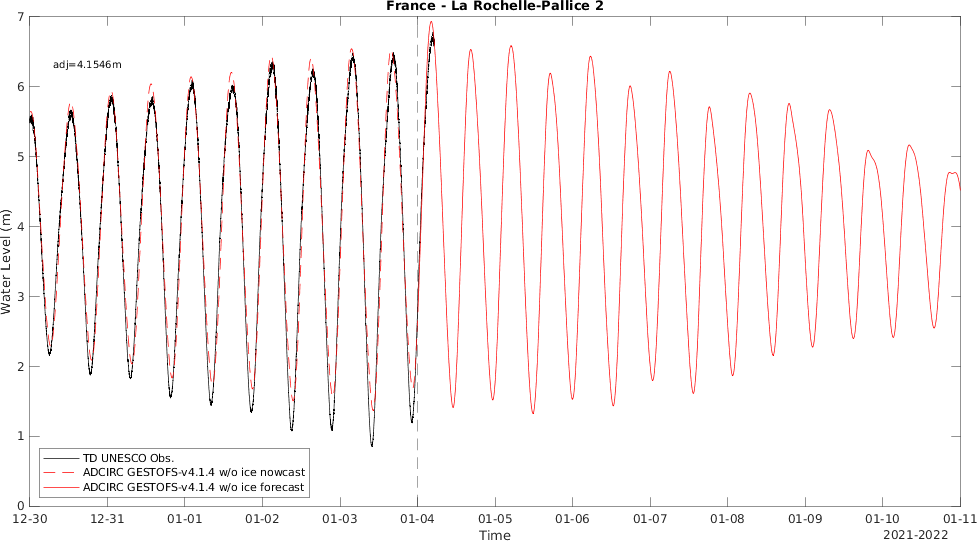 France - La Rochelle-Pallice 2
7
adj=4.1546m
6
5
4
Water Level (m)
3
2
1
TD UNESCO Obs.
ADCIRC GESTOFS-v4.1.4 w/o ice nowcast
ADCIRC GESTOFS-v4.1.4 w/o ice forecast
0
12-30 12-31 01-01 01-02 01-03 01-04 01-05 01-06 01-07 01-08 01-09 01-10 01-11
Time
2021-2022